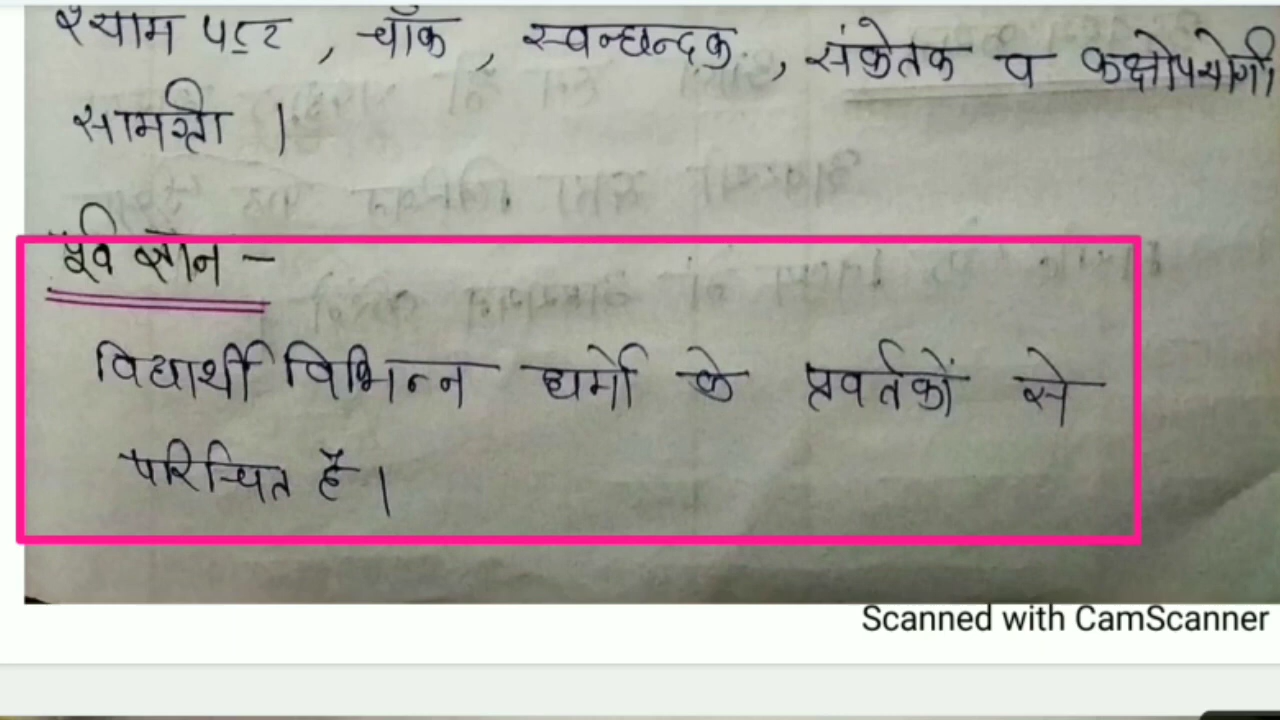 श्याम पट्ट , चॉक , स्वच्छन्दक , संकेतक व कक्षोपयोगी
सामग्री ।
पूर्व ज्ञान –
विद्यार्थी विभिन्न धर्मो के प्रवर्तकों से
परिचित हैं ।
Scanned with CamScanner